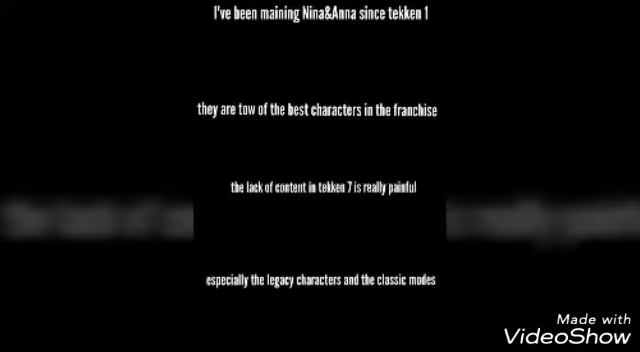 I've been maining Nina&Anna since tekken 1
they are tow of the best characters in the franchise
the lack of content in tekken 7 is really painful
especially the legacy characters and the classic modes
Made with
VideoShow